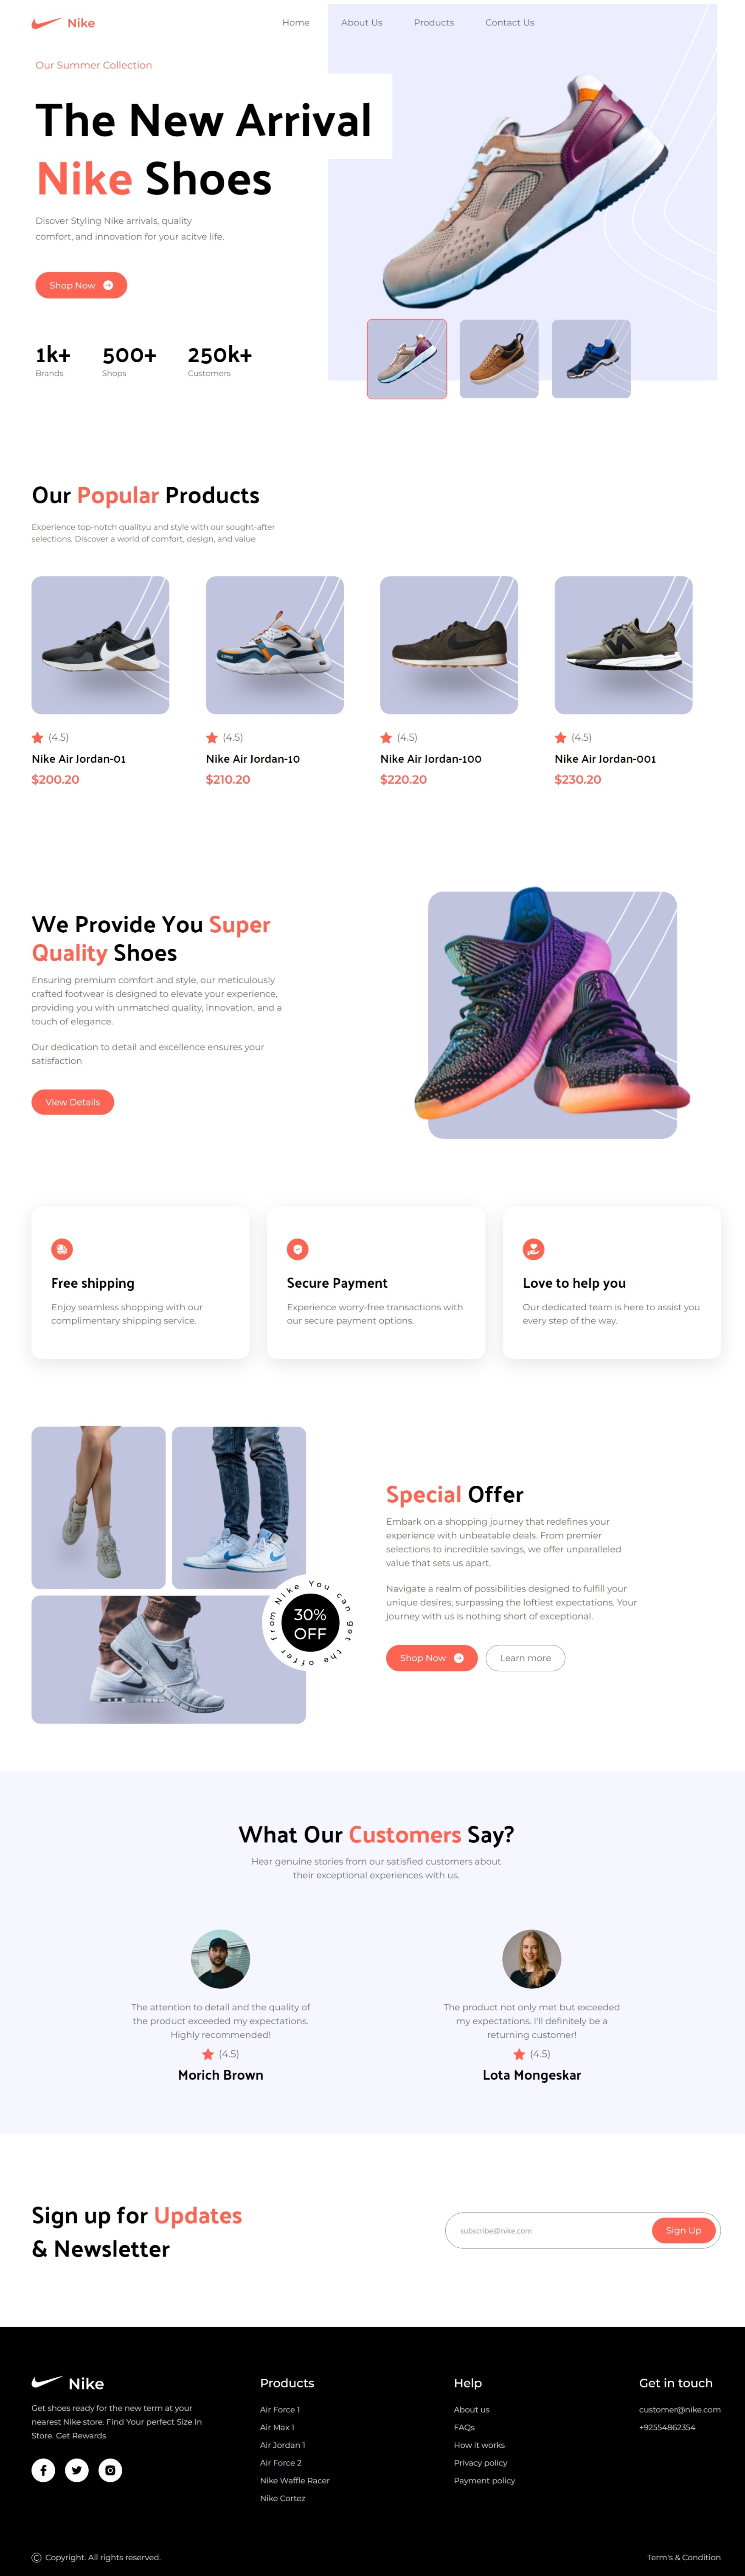 Nike
Home
About Us
Products
Contact Us
Our Summer Collection
The New Arrival
Nike Shoes
Disover Styling Nike arrivals, quality
comfort, and innovation for your acitve life.
Shop Now
1k+
Brands
500+
Shops
250k+
Customers
Our Popular Products
Experience top-notch qualityu and style with our sought-after
selections. Discover a world of comfort, design, and value
(4.5)
Nike Air Jordan-01
$200.20
(4.5)
Nike Air Jordan-10
$210.20
(4.5)
Nike Air Jordan-100
$220.20
(4.5)
Nike Air Jordan-001
$230.20
We Provide You Super
Quality Shoes
Ensuring premium comfort and style, our meticulously
crafted footwear is designed to elevate your experience,
providing you with unmatched quality, innovation, and a
touch of elegance.
Our dedication to detail and excellence ensures your
satisfaction
View Details
Free shipping
Enjoy seamless shopping with our
complimentary shipping service.
Secure Payment
Experience worry-free transactions with
our secure payment options.
Love to help you
Our dedicated team is here to assist you
every step of the way.
You can get the offer from Nike
30%
OFF
Special Offer
Embark on a shopping journey that redefines your
experience with unbeatable deals. From premier
selections to incredible savings, we offer unparalleled
value that sets us apart.
Navigate a realm of possibilities designed to fulfill your
unique desires, surpassing the loftiest expectations. Your
journey with us is nothing short of exceptional.
Shop Now
Learn more
What Our Customers Say?
Hear genuine stories from our satisfied customers about
their exceptional experiences with us.
The attention to detail and the quality of
the product exceeded my expectations.
Highly recommended!
(4.5)
Morich Brown
The product not only met but exceeded
my expectations. I'll definitely be a
returning customer!
(4.5)
Lota Mongeskar
Sign up for Updates
& Newsletter
subscribe@nike.com
Sign Up
Nike
Get shoes ready for the new term at your
nearest Nike store. Find Your perfect Size In
Store. Get Rewards
Products
Air Force 1
Air Max 1
Air Jordan 1
Air Force 2
Nike Waffle Racer
Nike Cortez
Help
About us
FAQs
How it works
Privacy policy
Payment policy
Get in touch
customer@nike.com
+92554862354
© Copyright. All rights reserved.
Term's & Condition